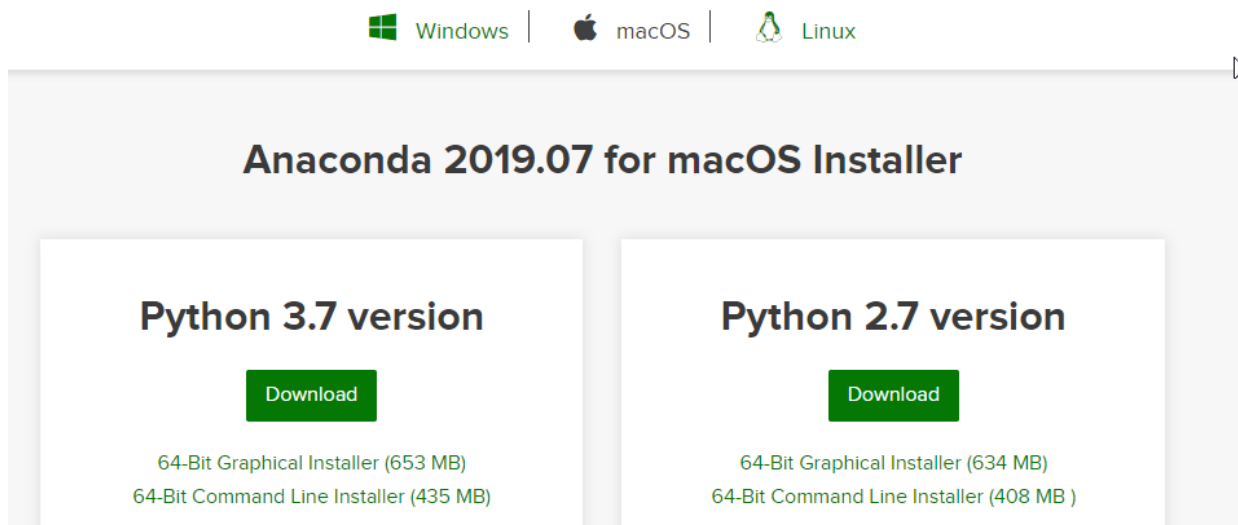 Windows macOS Linux
Anaconda 2019.07 for macOS Installer
Python 3.7 version
Download
64-Bit Graphical Installer (653 MB)
64-Bit Command Line Installer (435 MB)
Python 2.7 version
Download
64-Bit Graphical Installer (634 MB)
64-Bit Command Line Installer (408 MB )